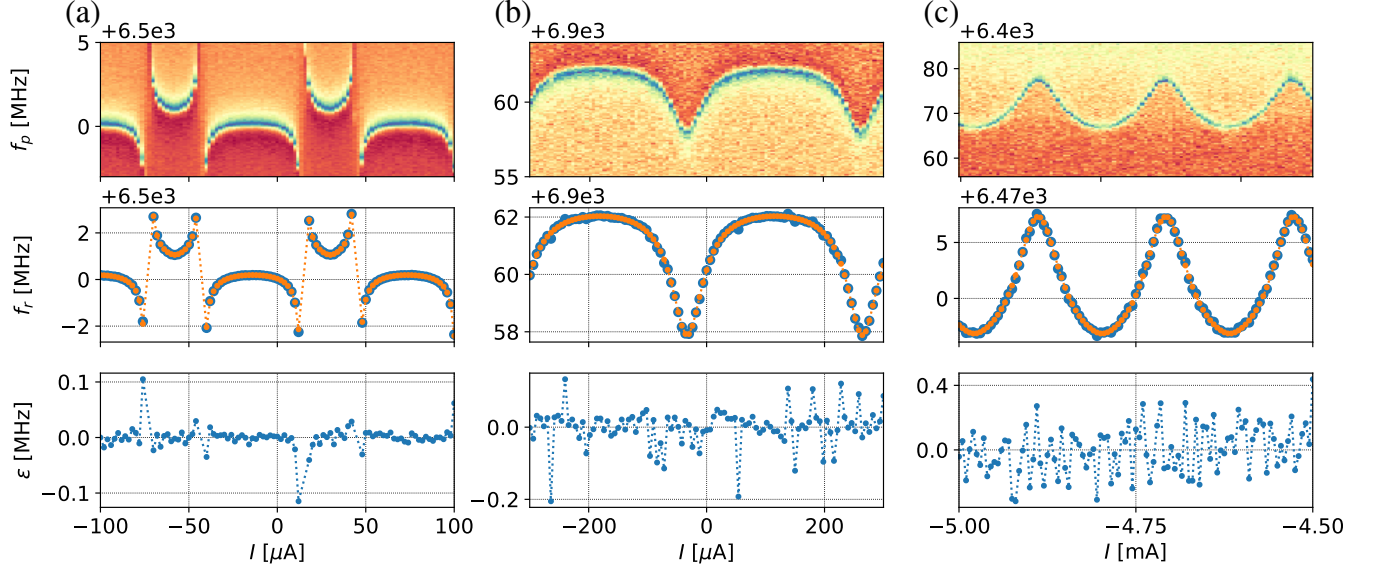 (a) (b) (c)
+6.5e3 +6.9e3 +6.4e3
f_p [MHz]
5
0
60
55
80
70
60
+6.5e3 +6.9e3 +6.47e3
f_r [MHz]
2
0
−2
62
60
58
5
0
ε [MHz]
0.1
0.0
−0.1
0.0
−0.2
0.4
0.0
−100 −50 0 50 100
−200 0 200
−5.00 −4.75 −4.50
I [μA] I [μA] I [mA]